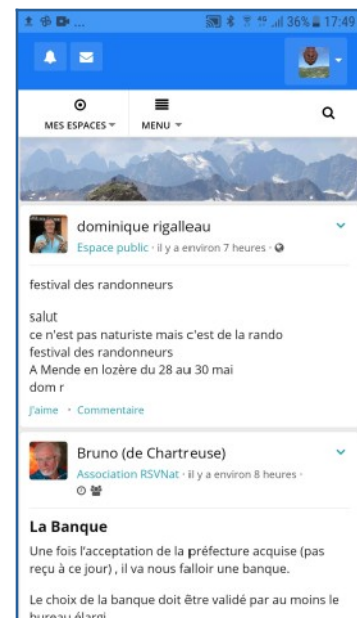 36% 17:49
MES ESPACES MENU
dominique rigalleau
Espace public · il y a environ 7 heures ·
festival des randonneurs
salut
ce n'est pas naturiste mais c'est de la rando
festival des randonneurs
A Mende en lozère du 28 au 30 mai
dom r
J'aime · Commentaire
Bruno (de Chartreuse)
Association RSVNat · il y a environ 8 heures ·
La Banque
Une fois l'acceptation de la préfecture acquise (pas
reçu à ce jour) , il va nous falloir une banque.
Le choix de la banque doit être validé par au moins le
bureau élargi